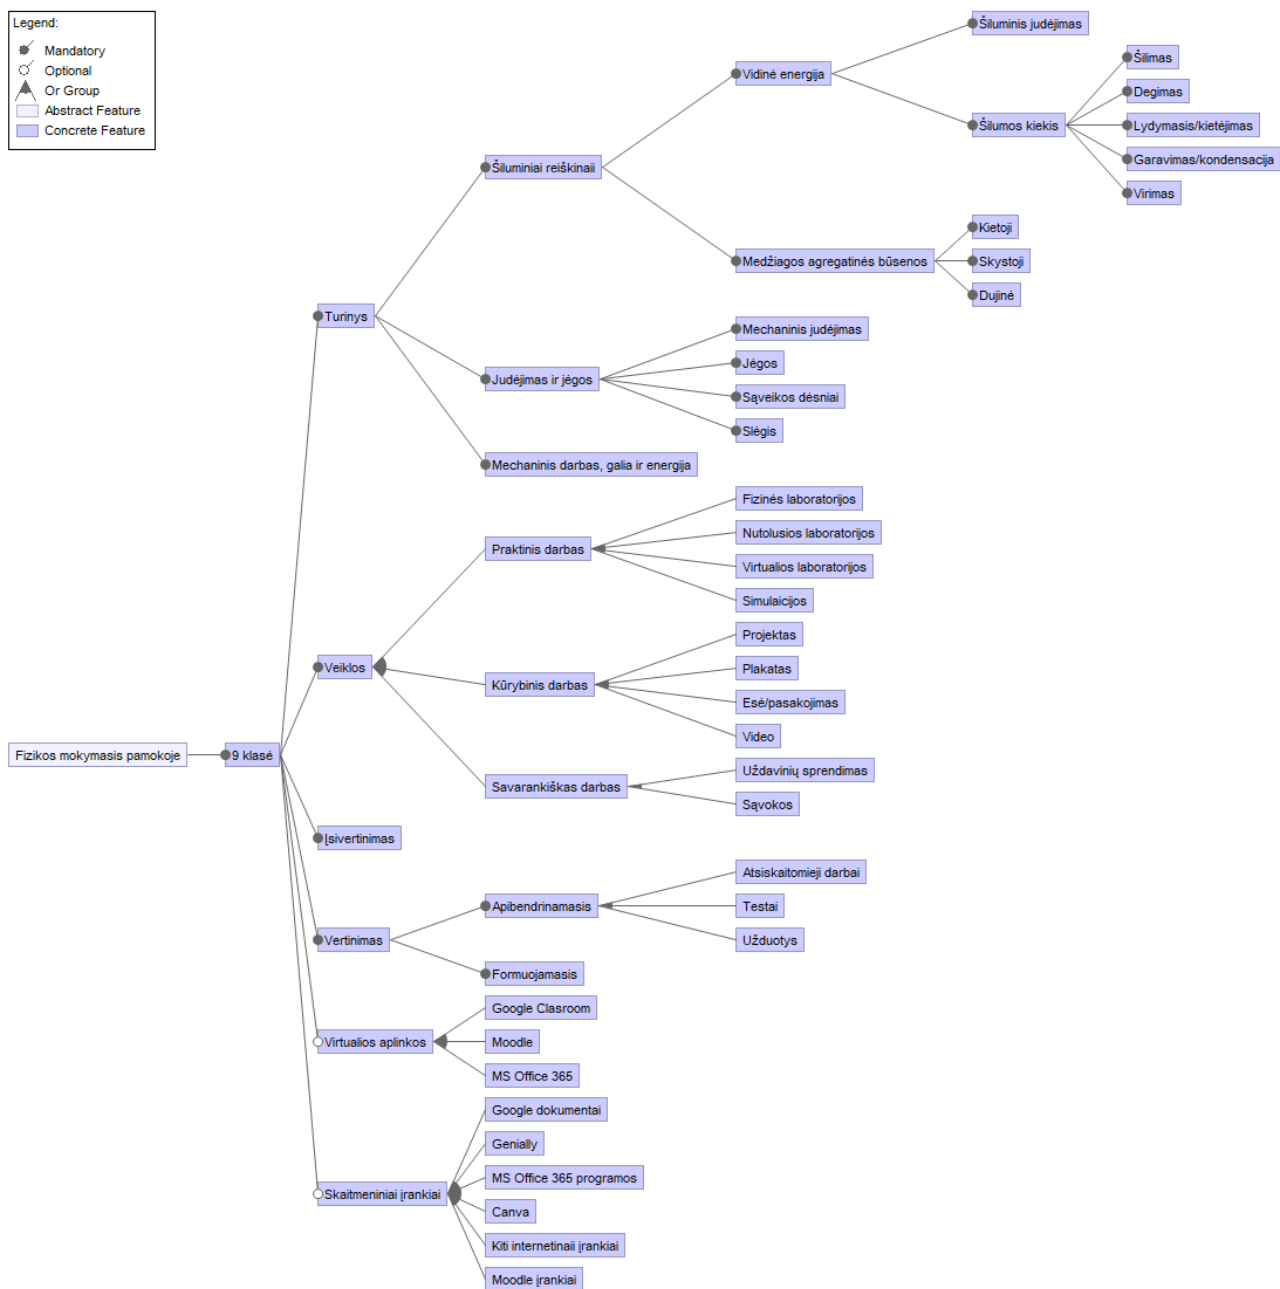 Legend:
Mandatory
Optional
Or Group
Abstract Feature
Concrete Feature
Fizikos mokymasis pamokoje
9 klasė
Turinys
Šiluminiai reiškinaii
Vidinė energija
Šiluminis judėjimas
Šilumos kiekis
Šilimas
Degimas
Lydymasis/kietėjimas
Garavimas/kondensacija
Virimas
Medžiagos agregatinės būsenos
Kietoji
Skystoji
Dujinė
Judėjimas ir jėgos
Mechaninis judėjimas
Jėgos
Sąveikos dėsniai
Slėgis
Mechaninis darbas, galia ir energija
Veiklos
Praktinis darbas
Fizinės laboratorijos
Nutolusios laboratorijos
Virtualios laboratorijos
Simulaicijos
Kūrybinis darbas
Projektas
Plakatas
Esė/pasakojimas
Video
Savarankiškas darbas
Uždavinių sprendimas
Sąvokos
Įsivertinimas
Vertinimas
Apibendrinamasis
Atsiskaitomieji darbai
Testai
Užduotys
Formuojamasis
Virtualios aplinkos
Google Clasroom
Moodle
MS Office 365
Skaitmeniniai įrankiai
Google dokumentai
Genially
MS Office 365 programos
Canva
Kiti internetinaii įrankiai
Moodle įrankiai